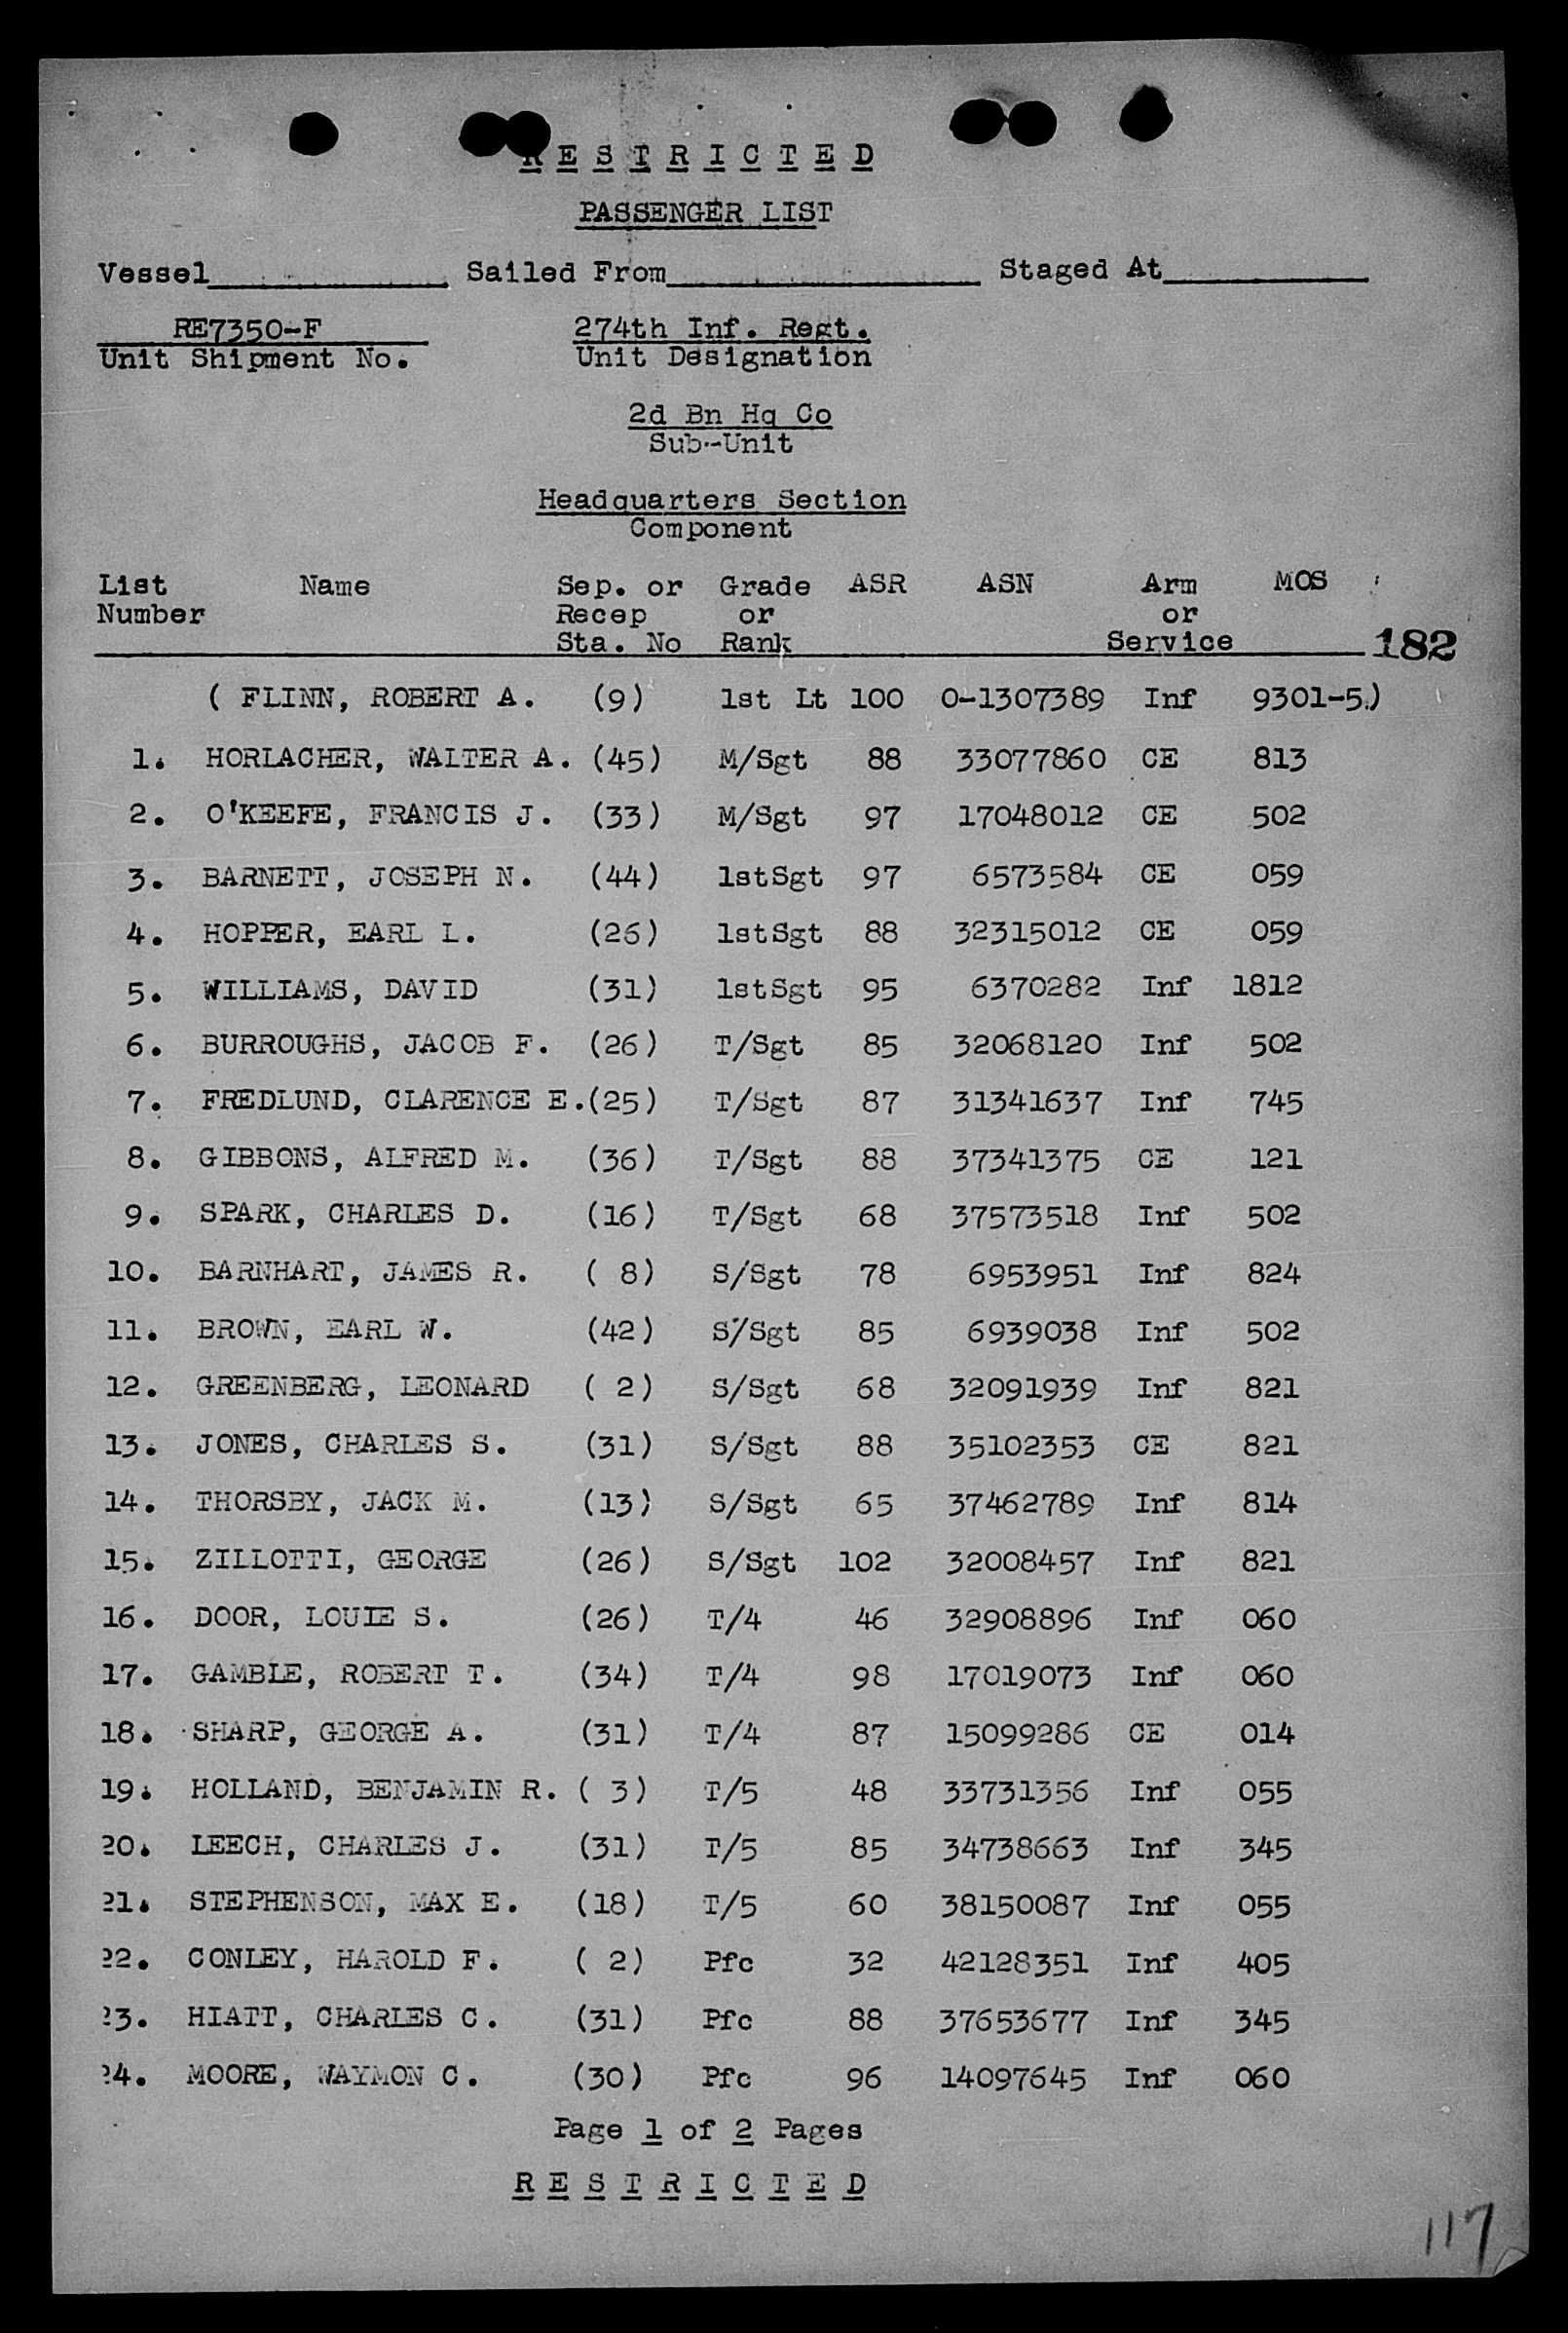 RESTRICTED
PASSENGER LIST
Vessel Sailed From Staged At
RE7350-F 274th Inf. Regt.
Unit Shipment No. Unit Designation
2d Bn Hq Co
Sub-Unit
Headquarters Section
Component
List Name Sep. or Grade ASR ASN Arm MOS
Number Recep or or
Sta. No Rank Service 182
( FLINN, ROBERT A. (9) 1st Lt 100 0-1307389 Inf 9301-5.)
1. HORLACHER, WALTER A. (45) M/Sgt 88 33077860 CE 813
2. O'KEEFE, FRANCIS J. (33) M/Sgt 97 17048012 CE 502
3. BARNETT, JOSEPH N. (44) 1stSgt 97 6573584 CE 059
4. HOPPER, EARL L. (26) 1stSgt 88 32315012 CE 059
5. WILLIAMS, DAVID (31) 1stSgt 95 6370282 Inf 1812
6. BURROUGHS, JACOB F. (26) T/Sgt 85 32068120 Inf 502
7. FREDLUND, CLARENCE E.(25) T/Sgt 87 31341637 Inf 745
8. GIBBONS, ALFRED M. (36) T/Sgt 88 37341375 CE 121
9. SPARK, CHARLES D. (16) T/Sgt 68 37573518 Inf 502
10. BARNHART, JAMES R. ( 8) S/Sgt 78 6953951 Inf 824
11. BROWN, EARL W. (42) S/Sgt 85 6939038 Inf 502
12. GREENBERG, LEONARD ( 2) S/Sgt 68 32091939 Inf 821
13. JONES, CHARLES S. (31) S/Sgt 88 35102353 CE 821
14. THORSBY, JACK M. (13) S/Sgt 65 37462789 Inf 814
15. ZILLOTTI, GEORGE (26) S/Sgt 102 32008457 Inf 821
16. DOOR, LOUIE S. (26) T/4 46 32908896 Inf 060
17. GAMBLE, ROBERT T. (34) T/4 98 17019073 Inf 060
18. SHARP, GEORGE A. (31) T/4 87 15099286 CE 014
19. HOLLAND, BENJAMIN R. ( 3) T/5 48 33731356 Inf 055
20. LEECH, CHARLES J. (31) T/5 85 34738663 Inf 345
21. STEPHENSON, MAX E. (18) T/5 60 38150087 Inf 055
22. CONLEY, HAROLD F. ( 2) Pfc 32 42128351 Inf 405
23. HIATT, CHARLES C. (31) Pfc 88 37653677 Inf 345
24. MOORE, WAYMON C. (30) Pfc 96 14097645 Inf 060
Page 1 of 2 Pages
RESTRICTED
117